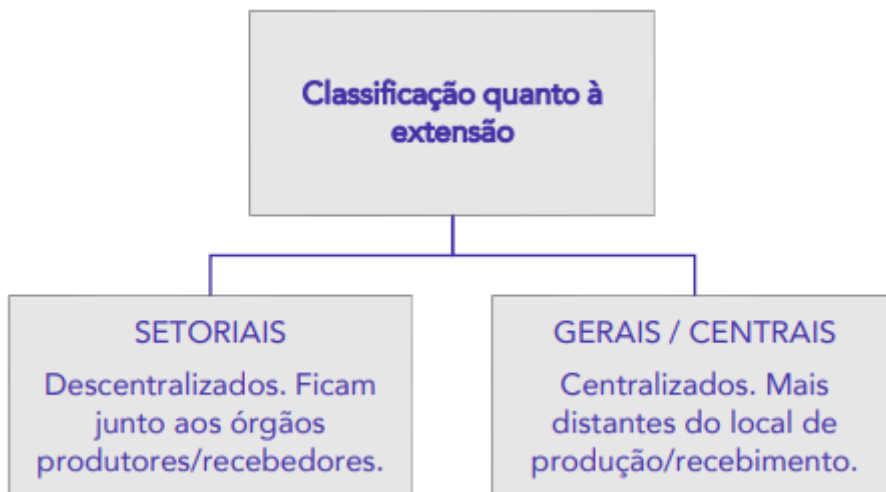 Classificação quanto à
extensão
SETORIAIS
Descentralizados. Ficam
junto aos órgãos
produtores/recebedores.
GERAIS / CENTRAIS
Centralizados. Mais
distantes do local de
produção/recebimento.